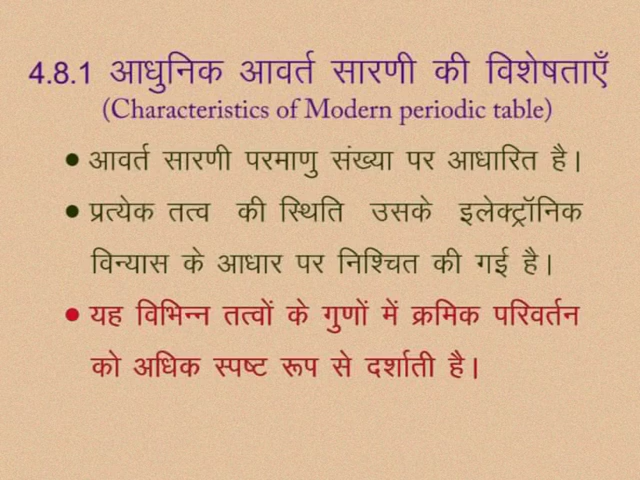 4.8.1 आधुनिक आवर्त सारणी की विशेषताएँ
(Characteristics of Modern periodic table)
● आवर्त सारणी परमाणु संख्या पर आधारित है।
● प्रत्येक तत्व की स्थिति उसके इलेक्ट्रॉनिक
विन्यास के आधार पर निश्चित की गई है।
● यह विभिन्न तत्वों के गुणों में क्रमिक परिवर्तन
को अधिक स्पष्ट रूप से दर्शाती है।